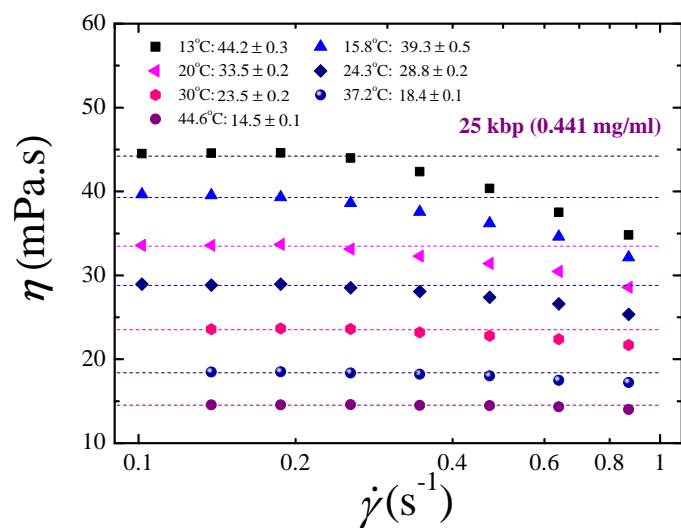 60
50
40
30
20
10
η (mPa.s)
13°C: 44.2 ± 0.3 15.8°C: 39.3 ± 0.5
20°C: 33.5 ± 0.2 24.3°C: 28.8 ± 0.2
30°C: 23.5 ± 0.2 37.2°C: 18.4 ± 0.1
44.6°C: 14.5 ± 0.1
25 kbp (0.441 mg/ml)
0.1 0.2 0.4 0.6 0.8 1
γ̇ (s⁻¹)